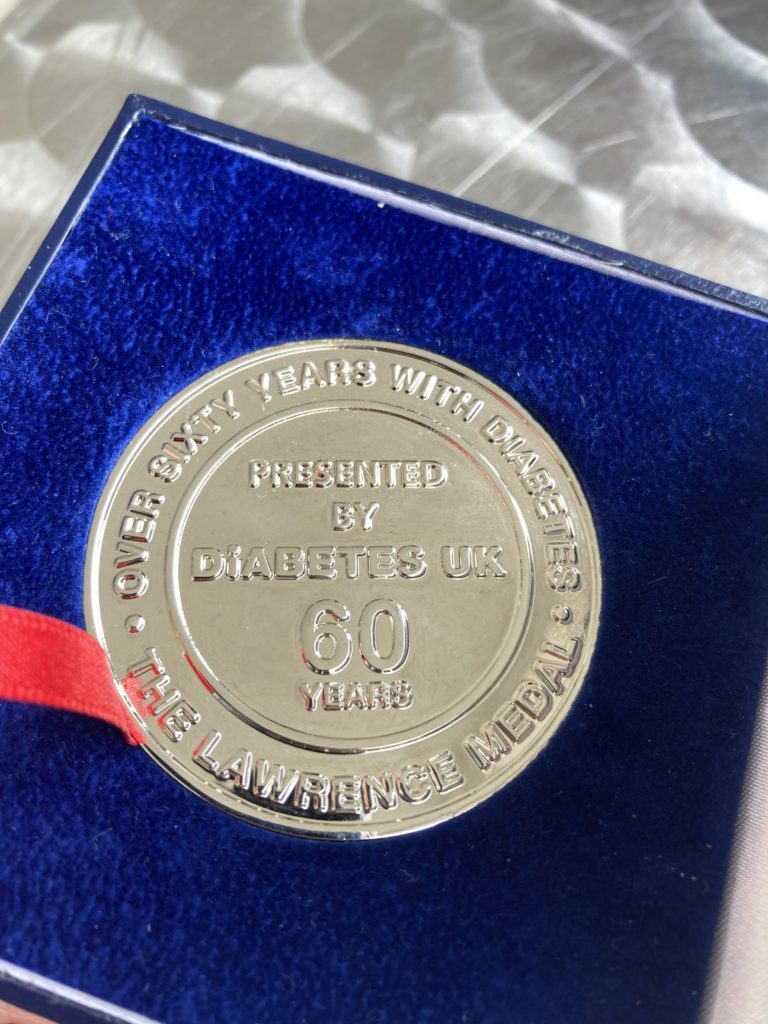 • OVER SIXTY YEARS WITH DIABETES •
PRESENTED
BY
DiABETES UK
60
YEARS
THE LAWRENCE MEDAL